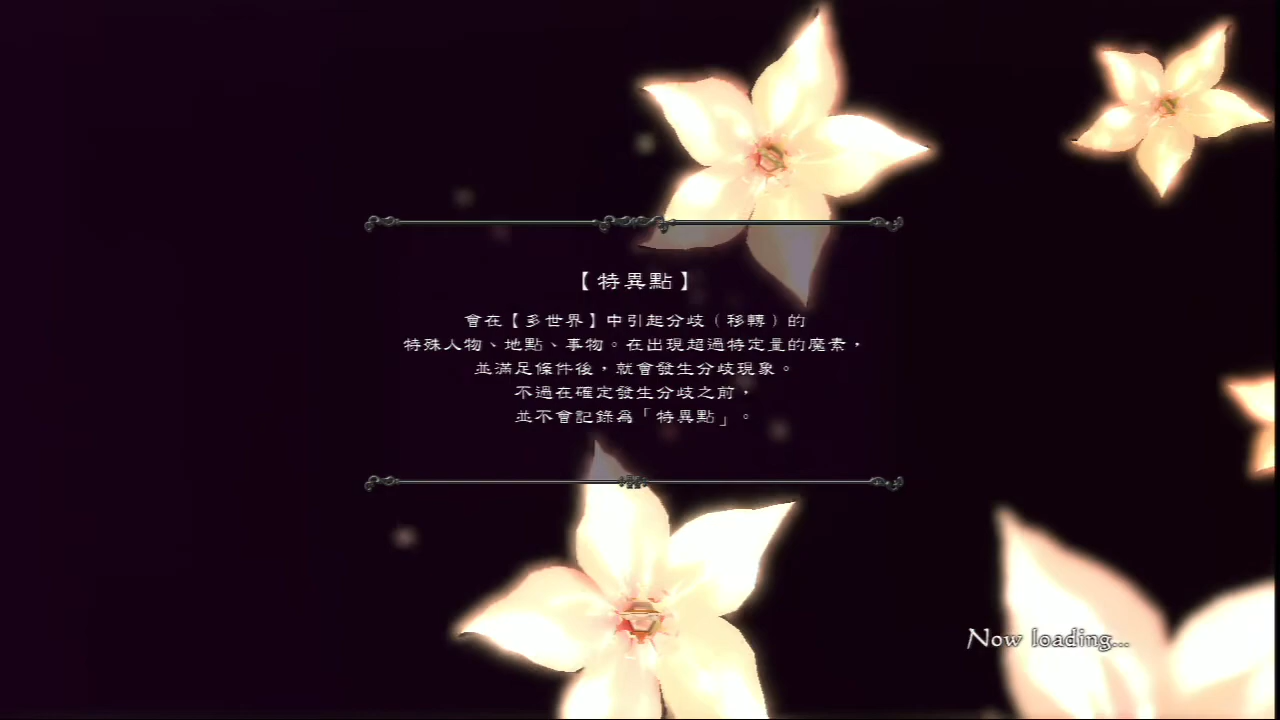 【特異點】
會在【多世界】中引起分歧（移轉）的
特殊人物、地點、事物。在出現超過特定量的魔素，
並滿足條件後，就會發生分歧現象。
不過在確定發生分歧之前，
並不會記錄為「特異點」。
Now loading...